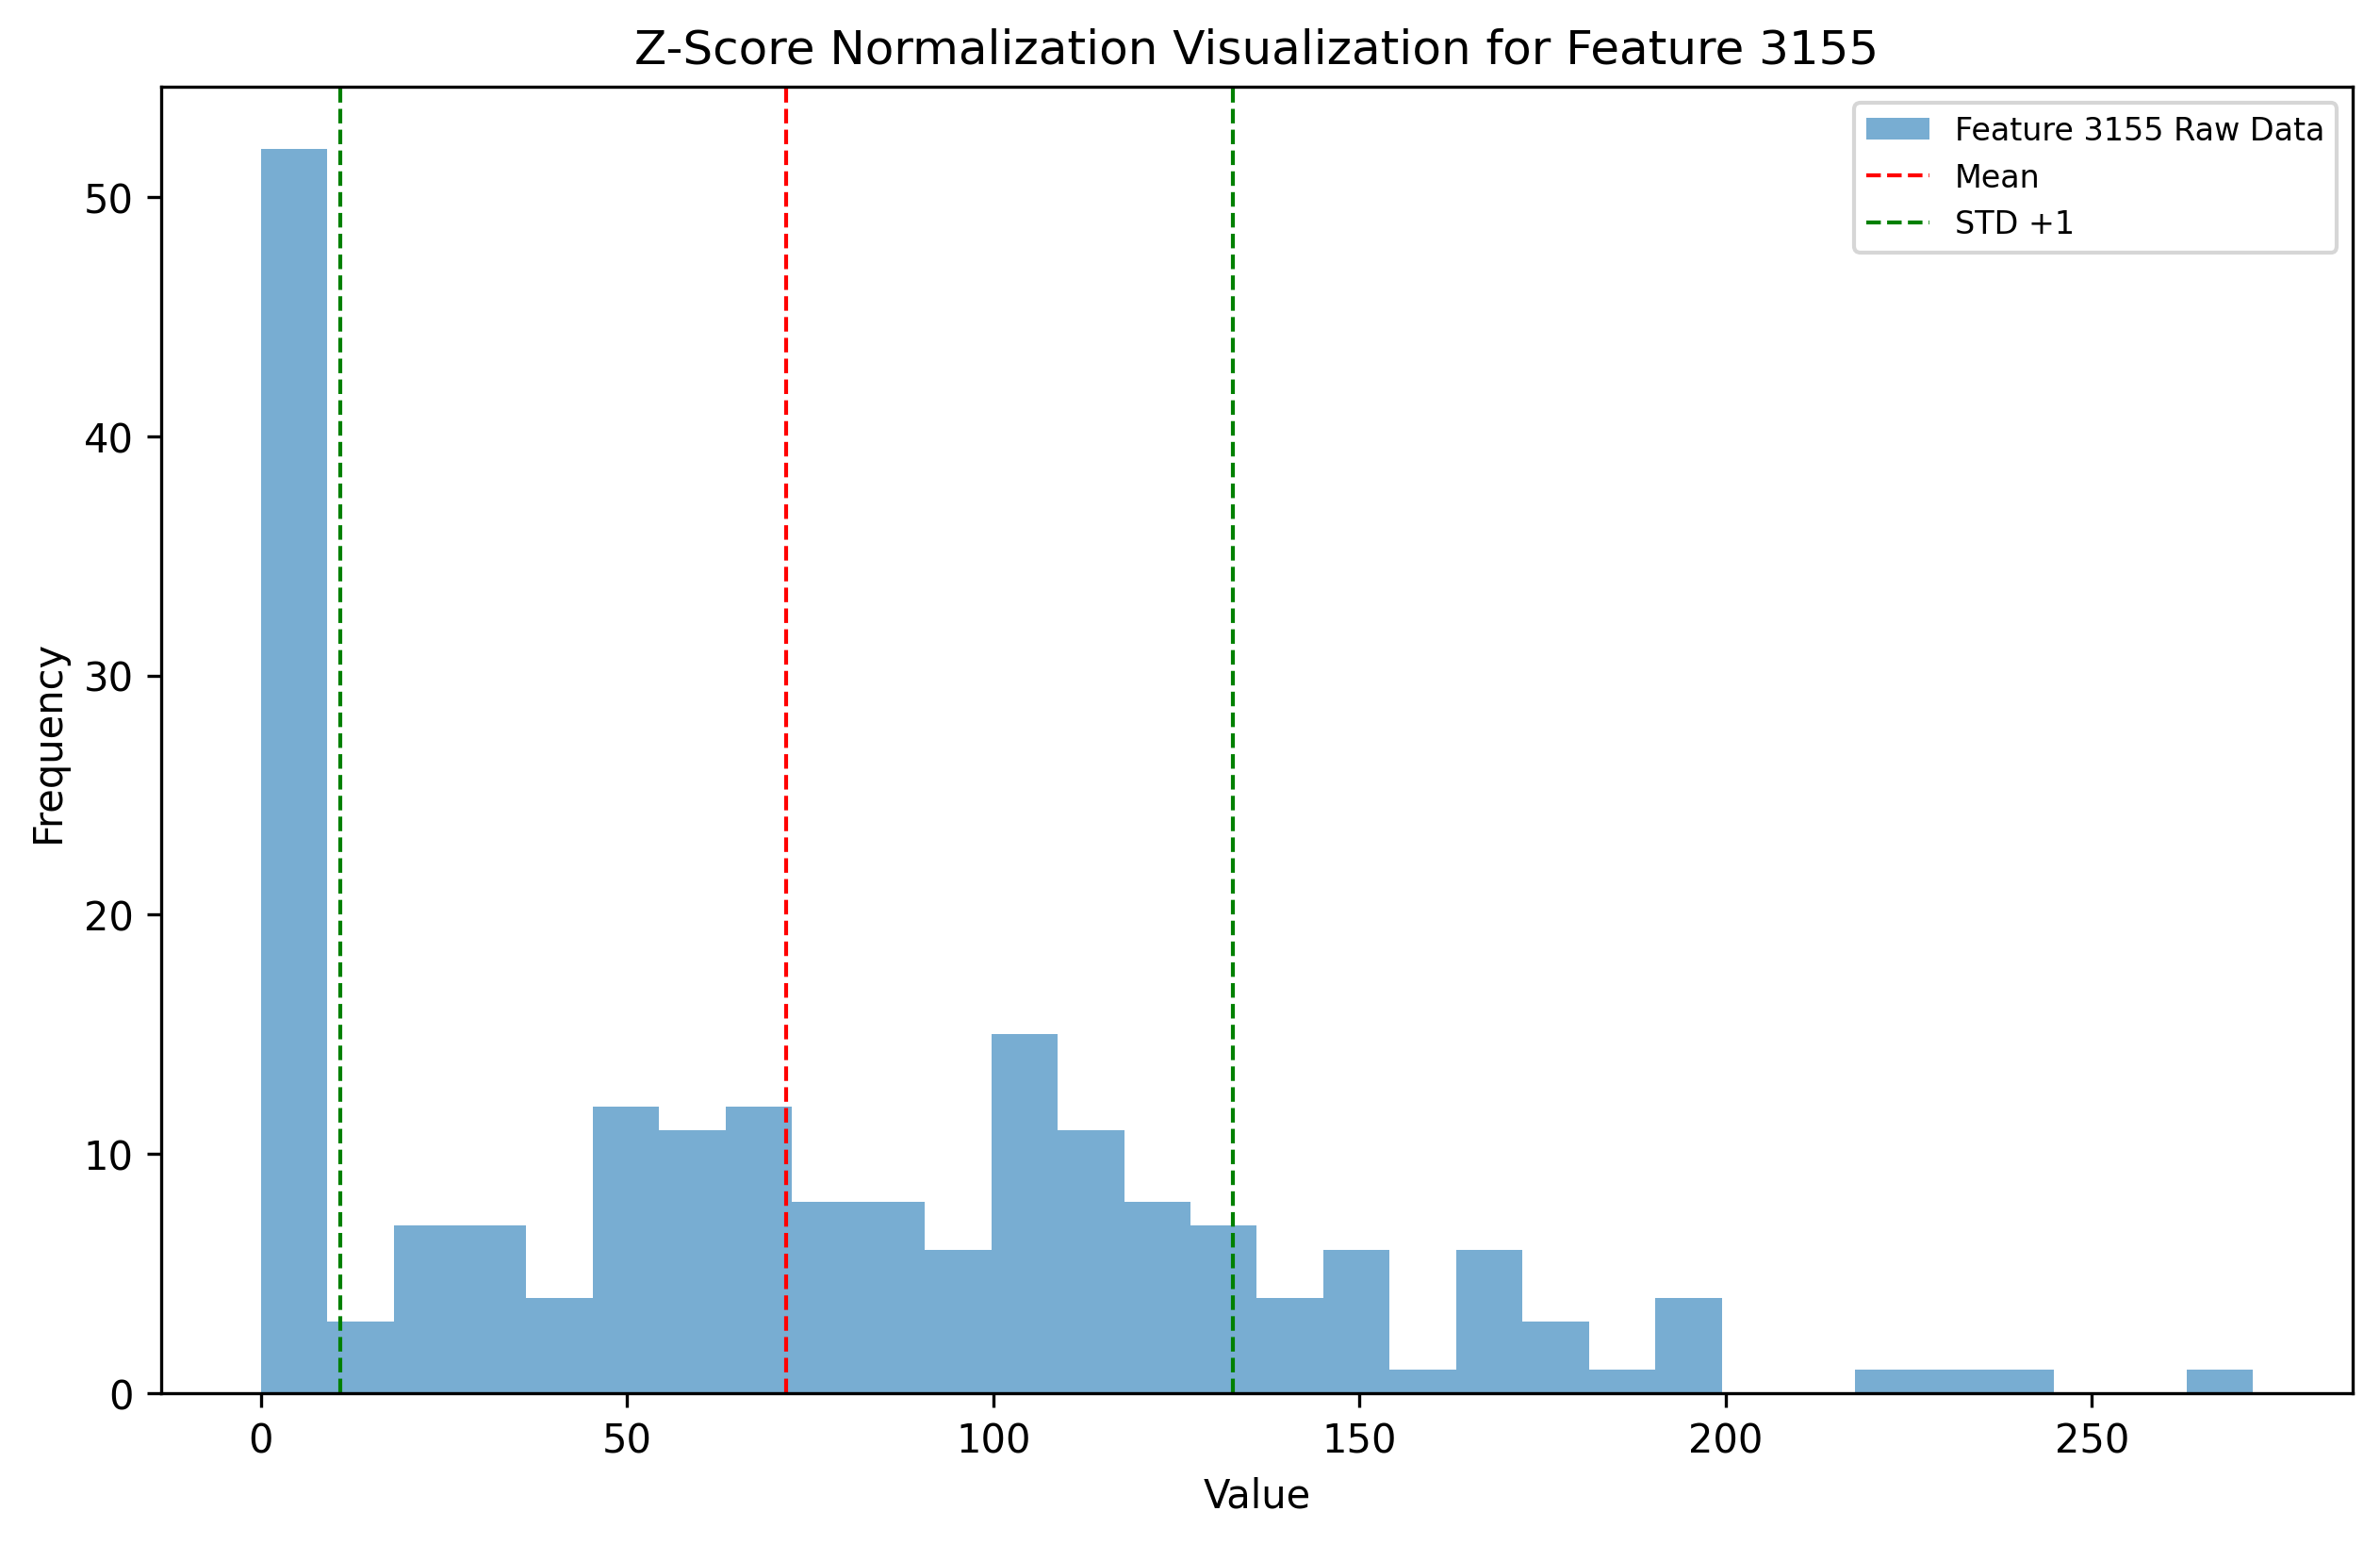 Z-Score Normalization Visualization for Feature 3155
Feature 3155 Raw Data
Mean
STD +1
50
40
30
20
10
0
Frequency
0 50 100 150 200 250
Value